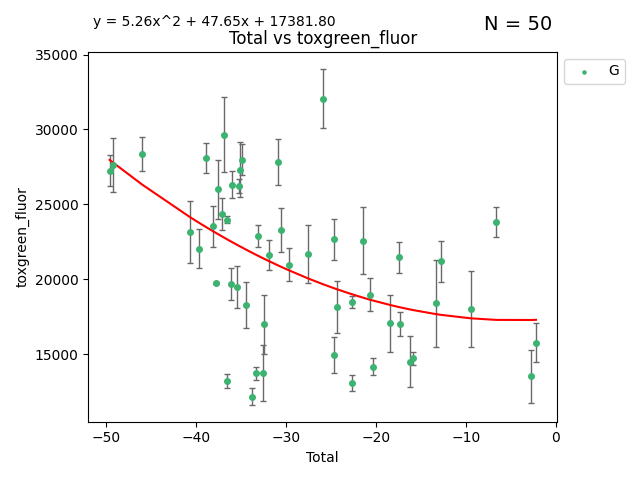 y = 5.26x^2 + 47.65x + 17381.80
N = 50
Total vs toxgreen_fluor
G
35000
30000
25000
20000
15000
toxgreen_fluor
−50 −40 −30 −20 −10 0
Total